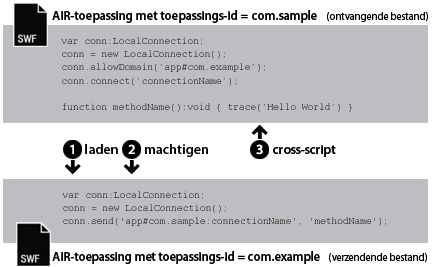 SWF
AIR-toepassing met toepassings-id = com.sample (ontvangende bestand)
var conn:LocalConnection;
conn = new LocalConnection();
conn.allowDomain('app#com.example');
conn.connect('connectionName');
function methodName():void { trace('Hello World') }
1 laden 2 machtigen 3 cross-script
var conn:LocalConnection;
conn = new LocalConnection();
conn.send('app#com.sample:connectionName', 'methodName');
SWF
AIR-toepassing met toepassings-id = com.example (verzendende bestand)